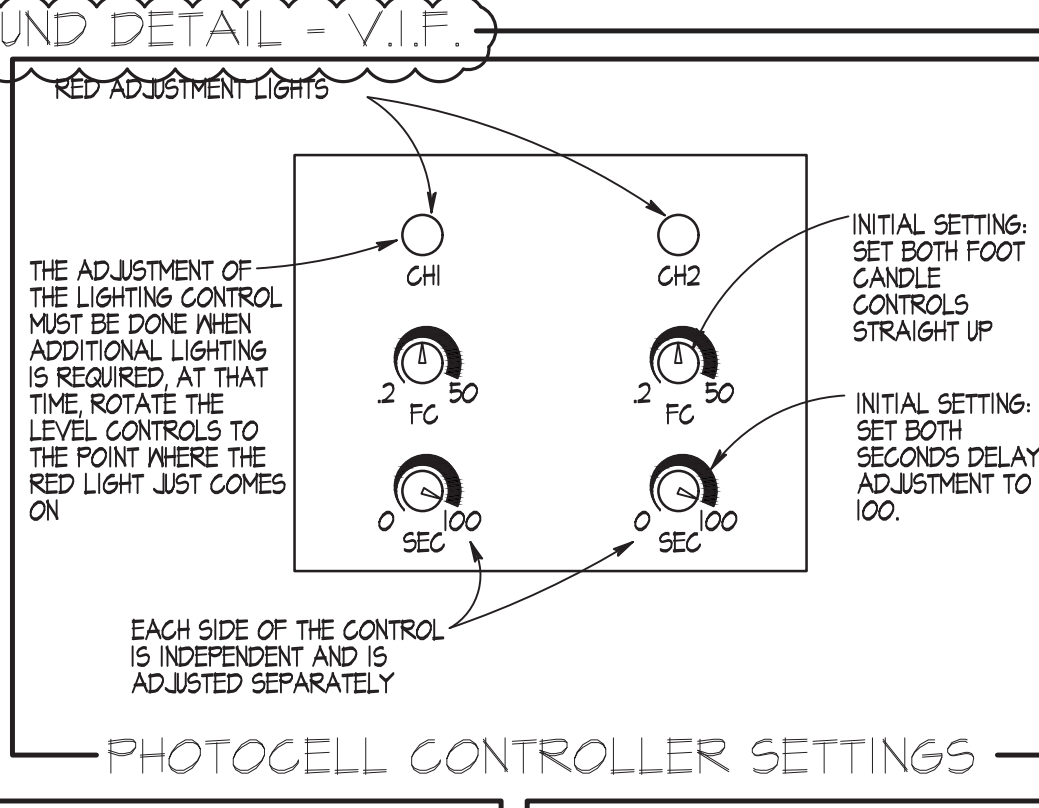 UND DETAIL - V.I.F.
RED ADJUSTMENT LIGHTS
CH1
CH2
THE ADJUSTMENT OF
THE LIGHTING CONTROL
MUST BE DONE WHEN
ADDITIONAL LIGHTING
IS REQUIRED, AT THAT
TIME, ROTATE THE
LEVEL CONTROLS TO
THE POINT WHERE THE
RED LIGHT JUST COMES
ON
INITIAL SETTING:
SET BOTH FOOT
CANDLE
CONTROLS
STRAIGHT UP
.2 50
FC
.2 50
FC
INITIAL SETTING:
SET BOTH
SECONDS DELAY
ADJUSTMENT TO
100.
0 100
SEC
0 100
SEC
EACH SIDE OF THE CONTROL
IS INDEPENDENT AND IS
ADJUSTED SEPARATELY
PHOTOCELL CONTROLLER SETTINGS